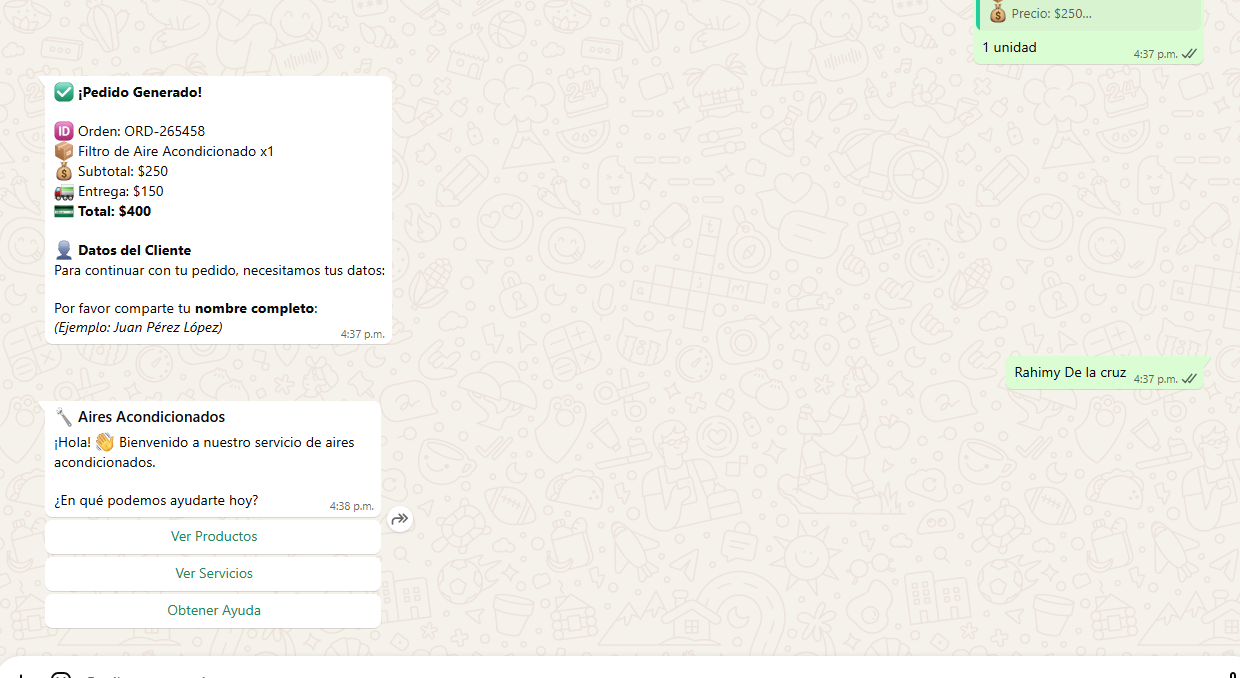 Precio: $250...
1 unidad
4:37 p.m.
¡Pedido Generado!
ID Orden: ORD-265458
Filtro de Aire Acondicionado x1
Subtotal: $250
Entrega: $150
Total: $400
Datos del Cliente
Para continuar con tu pedido, necesitamos tus datos:
Por favor comparte tu nombre completo:
(Ejemplo: Juan Pérez López)
4:37 p.m.
Rahimy De la cruz
4:37 p.m.
Aires Acondicionados
¡Hola! Bienvenido a nuestro servicio de aires
acondicionados.
¿En qué podemos ayudarte hoy?
4:38 p.m.
Ver Productos
Ver Servicios
Obtener Ayuda